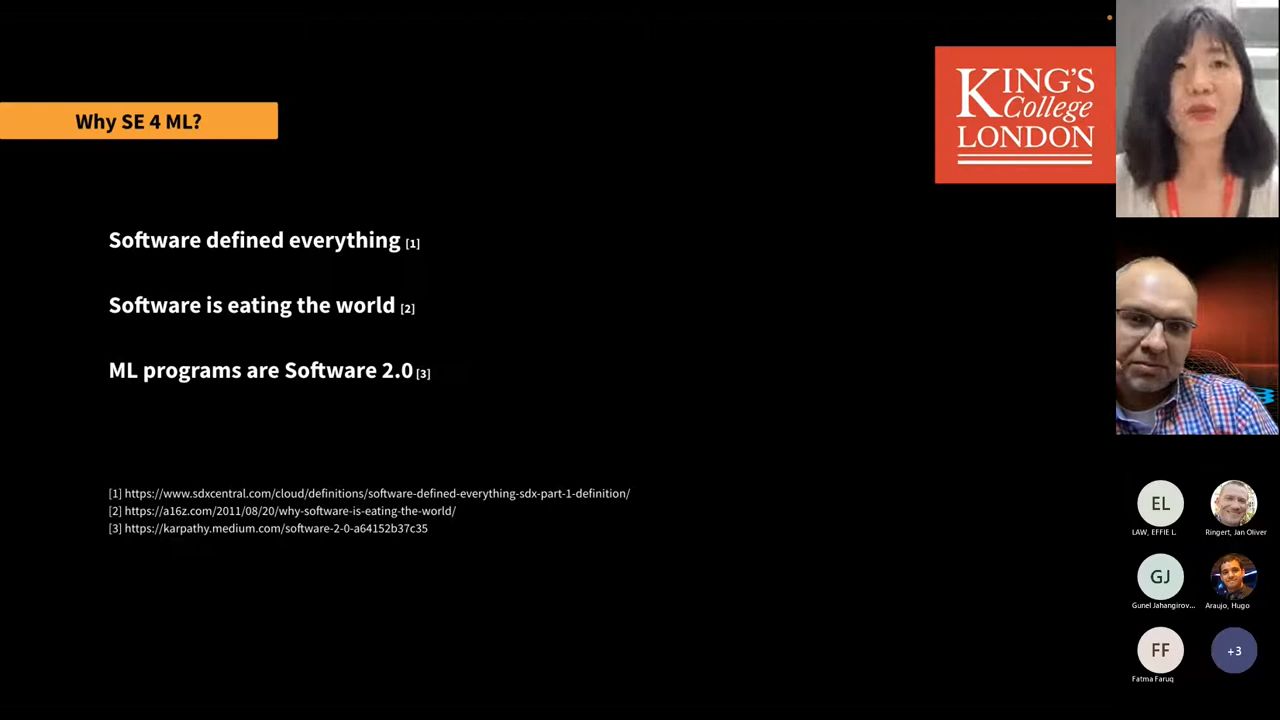 Why SE 4 ML?
KING'S
College
LONDON
Software defined everything [1]
Software is eating the world [2]
ML programs are Software 2.0 [3]
[1] https://www.sdxcentral.com/cloud/definitions/software-defined-everything-sdx-part-1-definition/
[2] https://a16z.com/2011/08/20/why-software-is-eating-the-world/
[3] https://karpathy.medium.com/software-2-0-a64152b37c35
EL
LAW, EFFIE L.
Ringert, Jan Oliver
GJ
Gunel Jahangirov...
Araujo, Hugo
FF
Fatma Faruq
+3